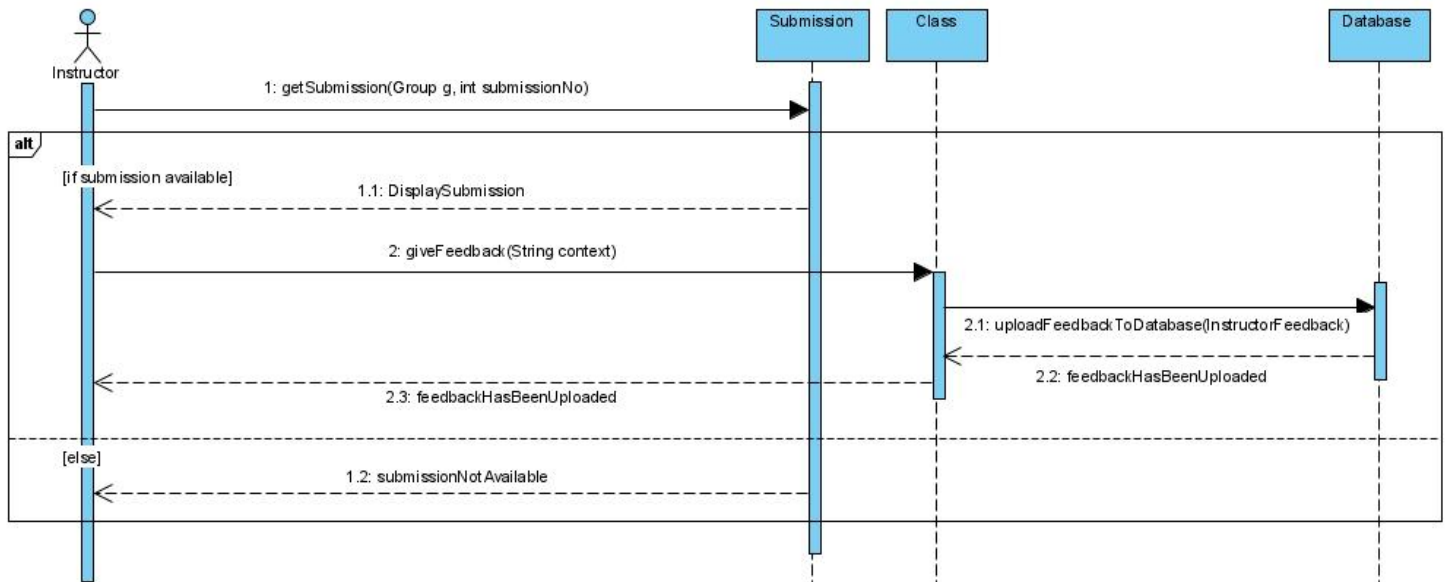 Submission
Class
Database
Instructor
1: getSubmission(Group g, int submissionNo)
alt
[if submission available]
1.1: DisplaySubmission
2: giveFeedback(String context)
2.1: uploadFeedbackToDatabase(InstructorFeedback)
2.2: feedbackHasBeenUploaded
2.3: feedbackHasBeenUploaded
[else]
1.2: submissionNotAvailable